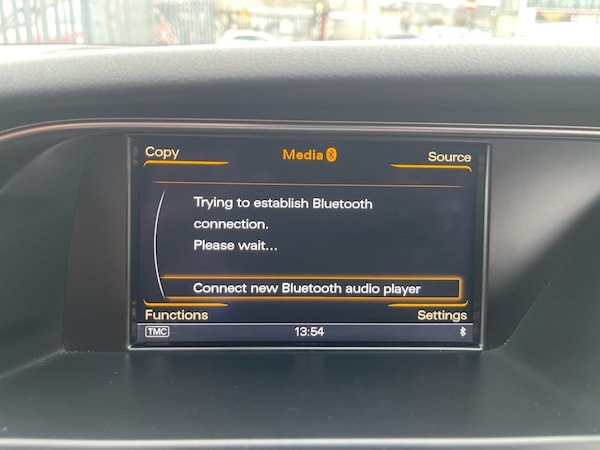 Copy
Media
Source
Trying to establish Bluetooth
connection.
Please wait...
Connect new Bluetooth audio player
Functions
Settings
TMC
13:54